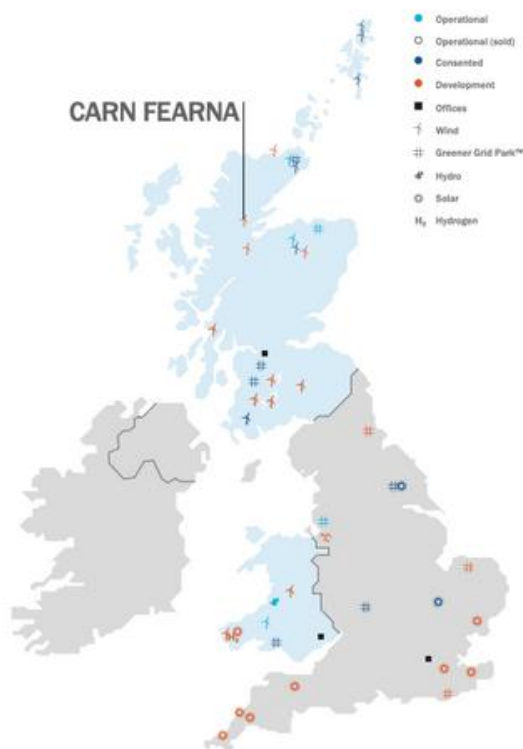 Operational
Operational (sold)
Consented
Development
Offices
CARN FEARNA
Wind
Greener Grid Park™
Hydro
Solar
H₂ Hydrogen